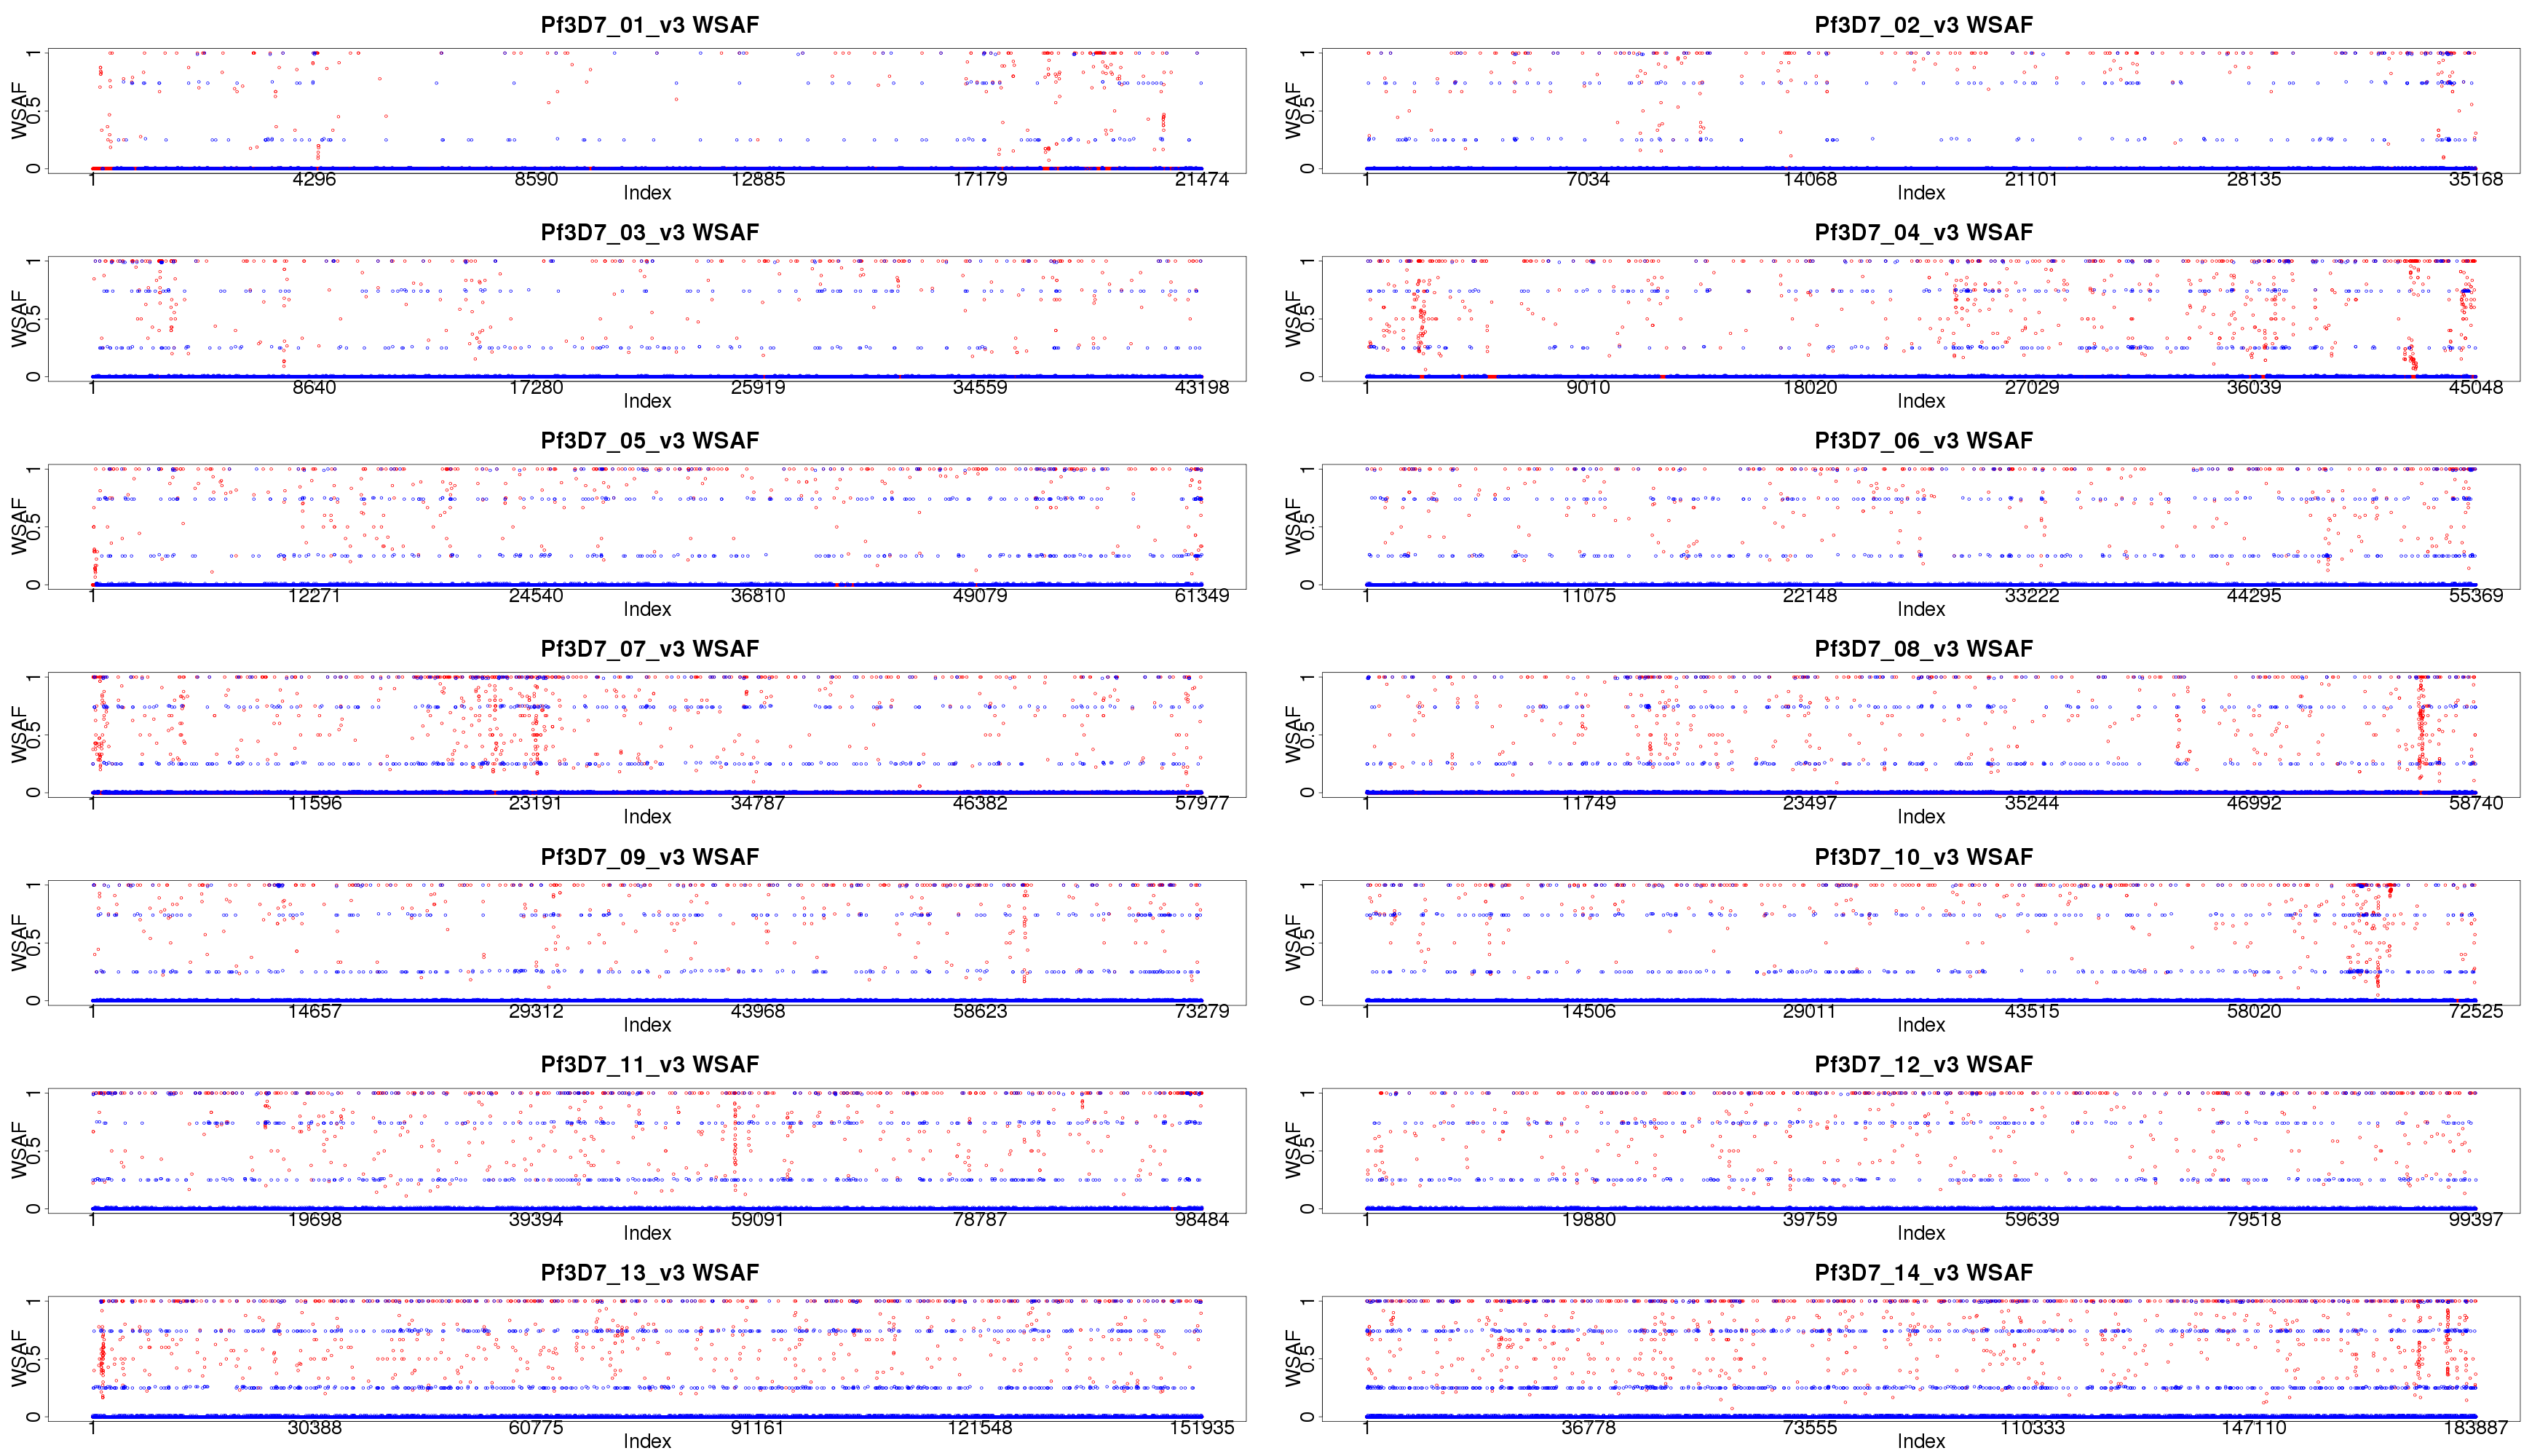 Pf3D7_01_v3 WSAF
WSAF
0 0.5 1
1 4296 8590 12885 17179 21474
Index
Pf3D7_02_v3 WSAF
WSAF
0 0.5 1
1 7034 14068 21101 28135 35168
Index
Pf3D7_03_v3 WSAF
WSAF
0 0.5 1
1 8640 17280 25919 34559 43198
Index
Pf3D7_04_v3 WSAF
WSAF
0 0.5 1
1 9010 18020 27029 36039 45048
Index
Pf3D7_05_v3 WSAF
WSAF
0 0.5 1
1 12271 24540 36810 49079 61349
Index
Pf3D7_06_v3 WSAF
WSAF
0 0.5 1
1 11075 22148 33222 44295 55369
Index
Pf3D7_07_v3 WSAF
WSAF
0 0.5 1
1 11596 23191 34787 46382 57977
Index
Pf3D7_08_v3 WSAF
WSAF
0 0.5 1
1 11749 23497 35244 46992 58740
Index
Pf3D7_09_v3 WSAF
WSAF
0 0.5 1
1 14657 29312 43968 58623 73279
Index
Pf3D7_10_v3 WSAF
WSAF
0 0.5 1
1 14506 29011 43515 58020 72525
Index
Pf3D7_11_v3 WSAF
WSAF
0 0.5 1
1 19698 39394 59091 78787 98484
Index
Pf3D7_12_v3 WSAF
WSAF
0 0.5 1
1 19880 39759 59639 79518 99397
Index
Pf3D7_13_v3 WSAF
WSAF
0 0.5 1
1 30388 60775 91161 121548 151935
Index
Pf3D7_14_v3 WSAF
WSAF
0 0.5 1
1 36778 73555 110333 147110 183887
Index